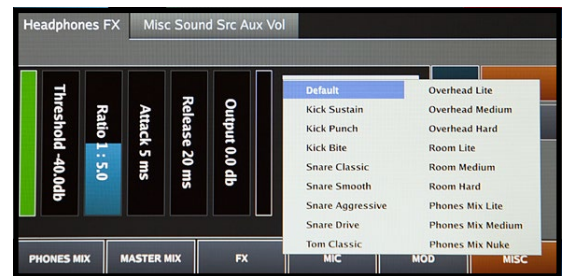 Headphones FX
Misc Sound Src Aux Vol
Threshold -40.0db
Ratio 1 : 5.0
Attack 5 ms
Release 20 ms
Output 0.0 db
Default
Kick Sustain
Kick Punch
Kick Bite
Snare Classic
Snare Smooth
Snare Aggressive
Snare Drive
Tom Classic
Overhead Lite
Overhead Medium
Overhead Hard
Room Lite
Room Medium
Room Hard
Phones Mix Lite
Phones Mix Medium
Phones Mix Nuke
PHONES MIX
MASTER MIX
FX
MIC
MOD
MISC